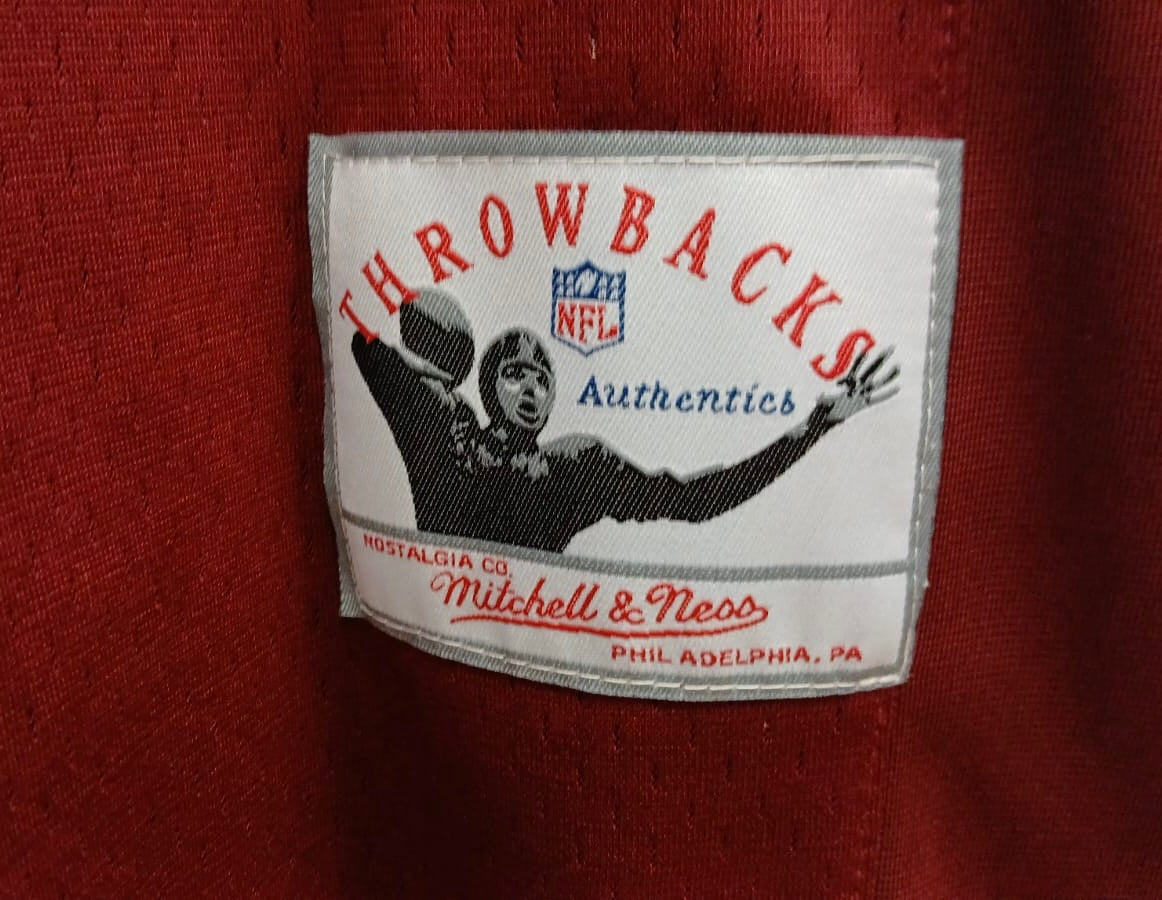 THROWBACKS
NFL
Authentics
NOSTALGIA CO.
Mitchell & Ness
PHILADELPHIA, PA